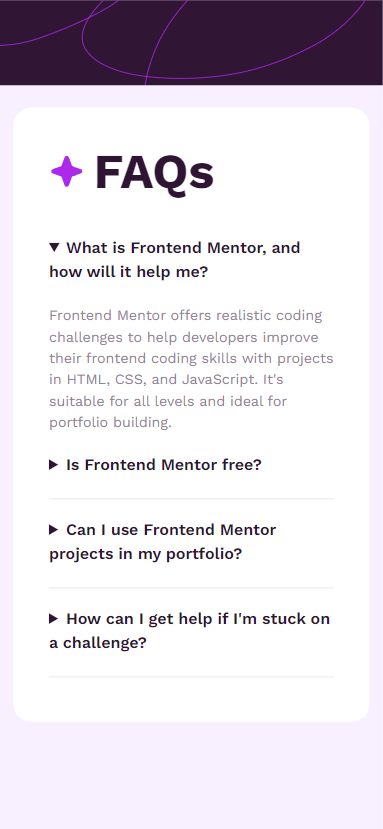 FAQs
What is Frontend Mentor, and
how will it help me?
Frontend Mentor offers realistic coding
challenges to help developers improve
their frontend coding skills with projects
in HTML, CSS, and JavaScript. It's
suitable for all levels and ideal for
portfolio building.
Is Frontend Mentor free?
Can I use Frontend Mentor
projects in my portfolio?
How can I get help if I'm stuck on
a challenge?